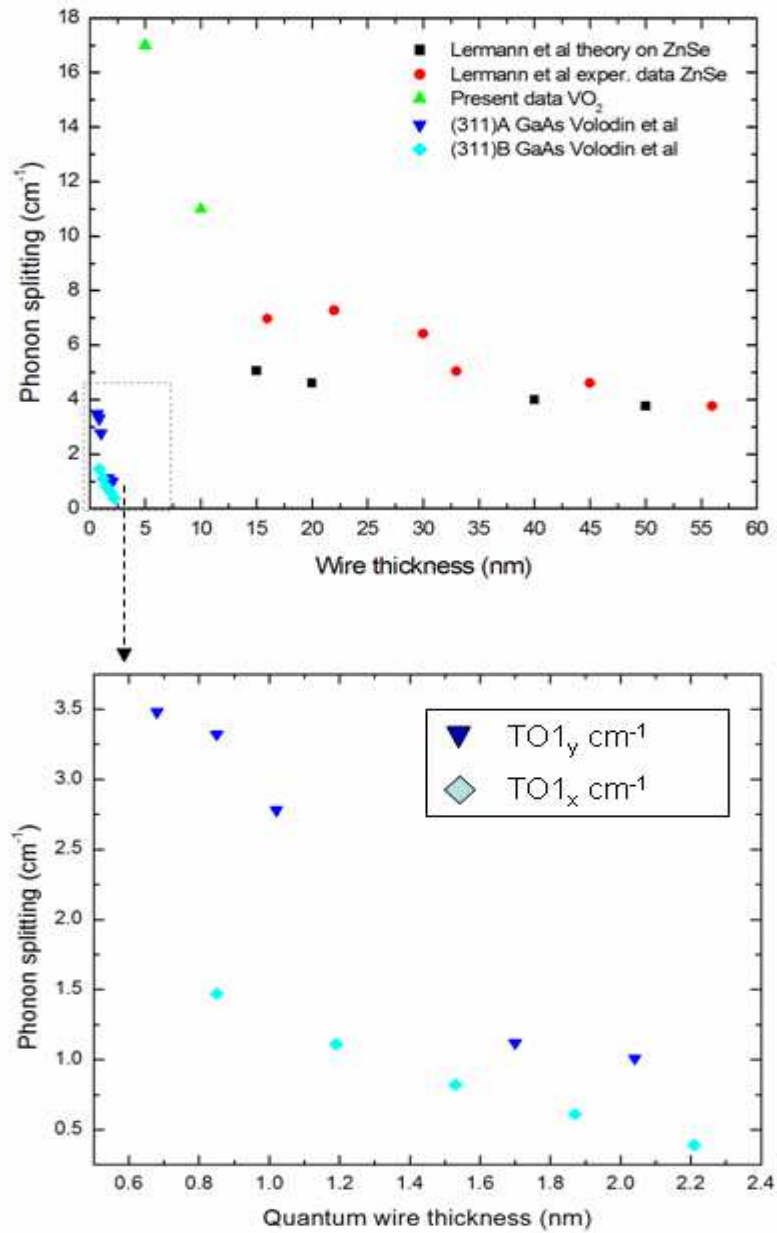 18
16
14
12
10
8
6
4
2
0
Phonon splitting (cm⁻¹)
Lermann et al theory on ZnSe
Lermann et al exper. data ZnSe
Present data VO₂
(311)A GaAs Volodin et al
(311)B GaAs Volodin et al
0 5 10 15 20 25 30 35 40 45 50 55 60
Wire thickness (nm)
3.5
3.0
2.5
2.0
1.5
1.0
0.5
Phonon splitting (cm⁻¹)
TO1y cm⁻¹
TO1ₓ cm⁻¹
0.6 0.8 1.0 1.2 1.4 1.6 1.8 2.0 2.2 2.4
Quantum wire thickness (nm)